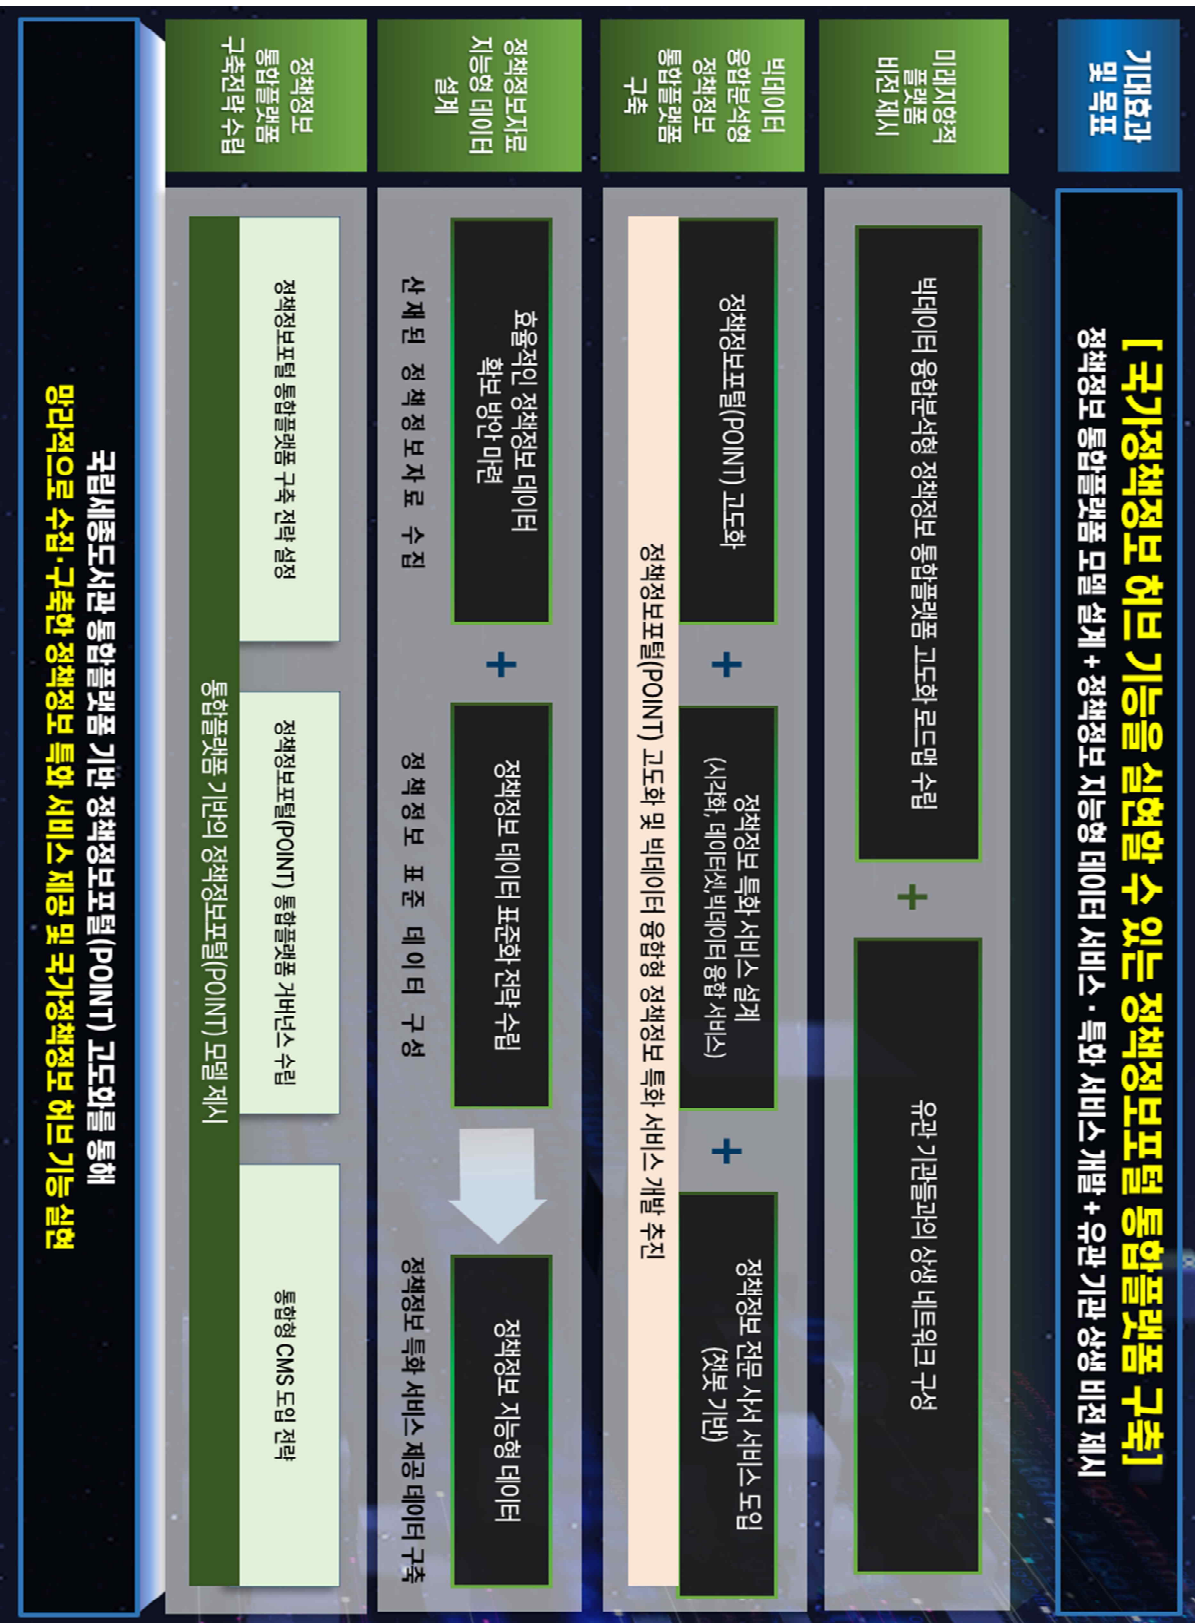 기대효과
및 목표
[ 국가정책정보 허브 기능을 실현할 수 있는 정책정보포털 통합플랫폼 구축]
정책정보 통합플랫폼 모델 설계 + 정책정보 지능형 데이터 서비스 · 특화 서비스 개발 + 유관 기관 상생 비전 제시
미래지향적
플랫폼
비전 제시
빅데이터 융합분석형 정책정보 통합플랫폼 고도화 로드맵 수립
+
유관 기관들과의 상생 네트워크 구성
빅데이터
융합분석형
정책정보
통합플랫폼
구축
정책정보포털(POINT) 고도화
+
정책정보 특화 서비스 설계
(시각화, 데이터셋,빅데이터 융합 서비스)
+
정책정보 전문 사서 서비스 도입
(챗봇 기반)
정책정보포털(POINT) 고도화 및 빅데이터 융합형 정책정보 특화 서비스 개발 추진
정책정보자료
지능형 데이터
설계
효율적인 정책정보 데이터
확보 방안 마련
+
정책정보 데이터 표준화 전략 수립
정책정보 지능형 데이터
산재된 정책정보자료 수집
정책정보 표준 데이터 구성
정책정보 특화 서비스 제공 데이터 구축
정책정보
통합플랫폼
구축전략 수립
정책정보포털 통합플랫폼 구축 전략 설정
정책정보포털(POINT) 통합플랫폼 거버넌스 수립
통합형 CMS 도입 전략
통합플랫폼 기반의 정책정보포털(POINT) 모델 제시
국립세종도서관 통합플랫폼 기반 정책정보포털(POINT) 고도화를 통해
망라적으로 수집·구축한 정책정보 특화 서비스 제공 및 국가정책정보 허브 기능 실현